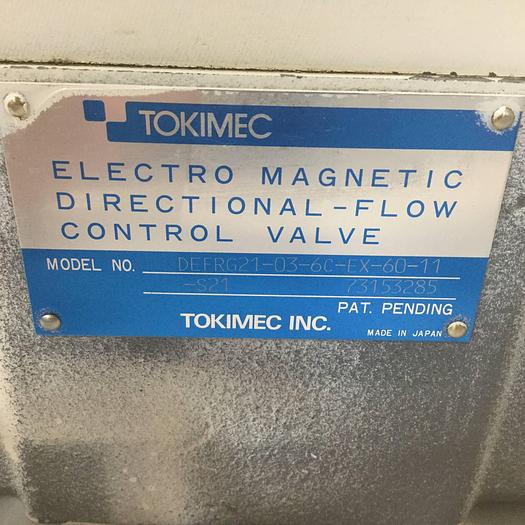 TOKIMEC
ELECTRO MAGNETIC
DIRECTIONAL-FLOW
CONTROL VALVE
MODEL NO. DEFRG21-03-6C-EX-60-11
-S21 73153285
PAT. PENDING
TOKIMEC INC. MADE IN JAPAN